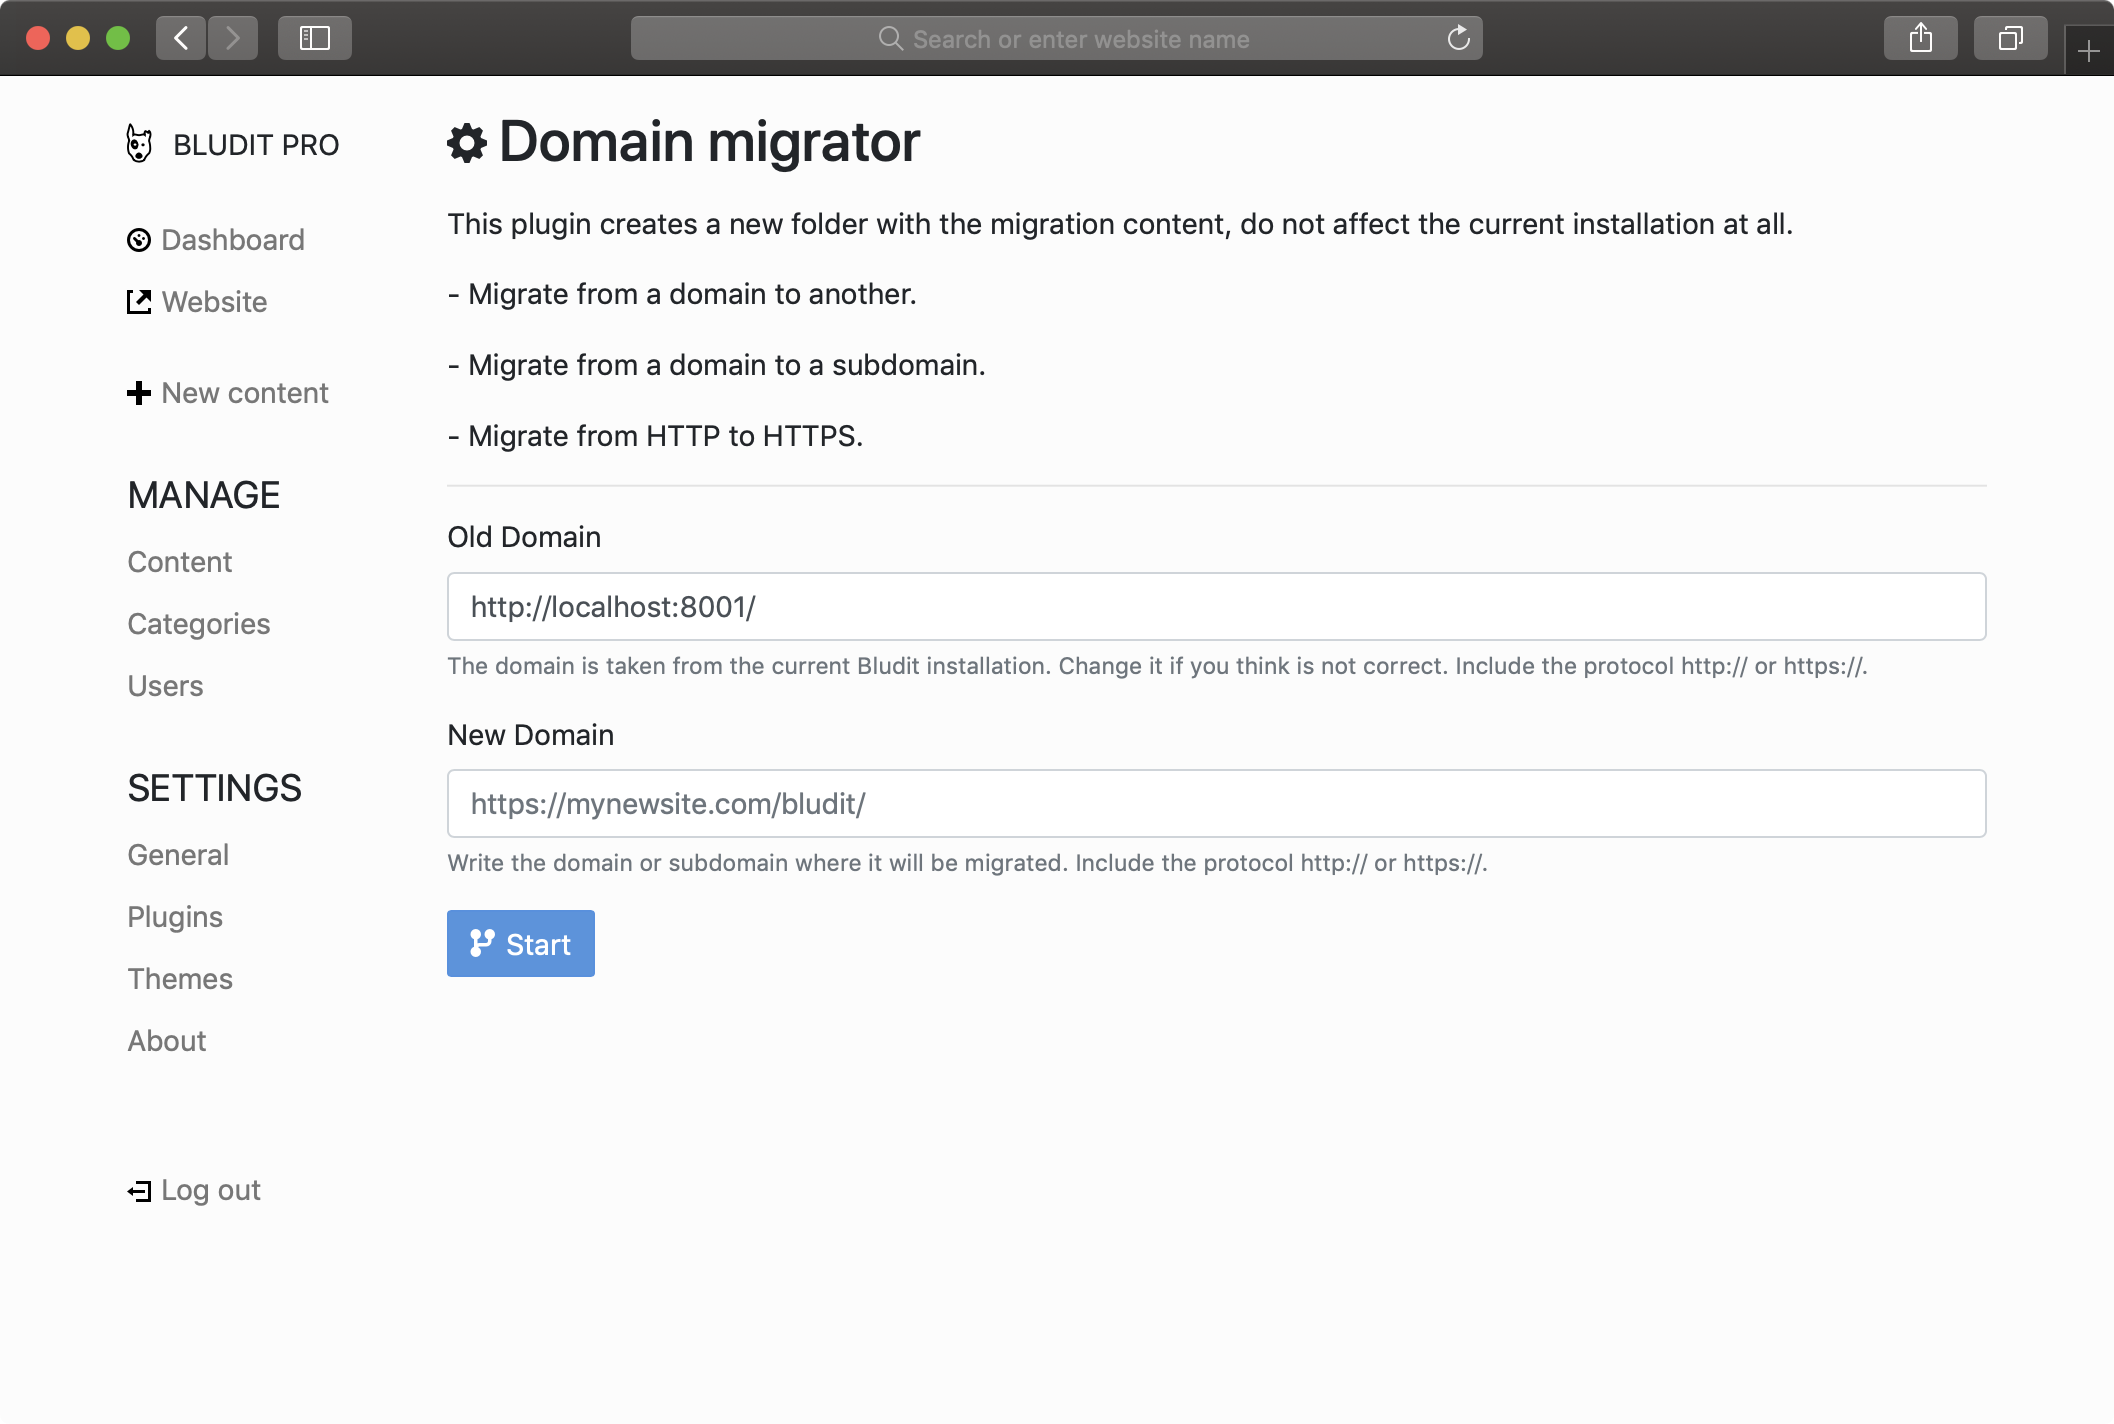 Search or enter website name
BLUDIT PRO
Dashboard
Website
New content
MANAGE
Content
Categories
Users
SETTINGS
General
Plugins
Themes
About
Log out
Domain migrator
This plugin creates a new folder with the migration content, do not affect the current installation at all.
- Migrate from a domain to another.
- Migrate from a domain to a subdomain.
- Migrate from HTTP to HTTPS.
Old Domain
http://localhost:8001/
The domain is taken from the current Bludit installation. Change it if you think is not correct. Include the protocol http:// or https://.
New Domain
https://mynewsite.com/bludit/
Write the domain or subdomain where it will be migrated. Include the protocol http:// or https://.
Start